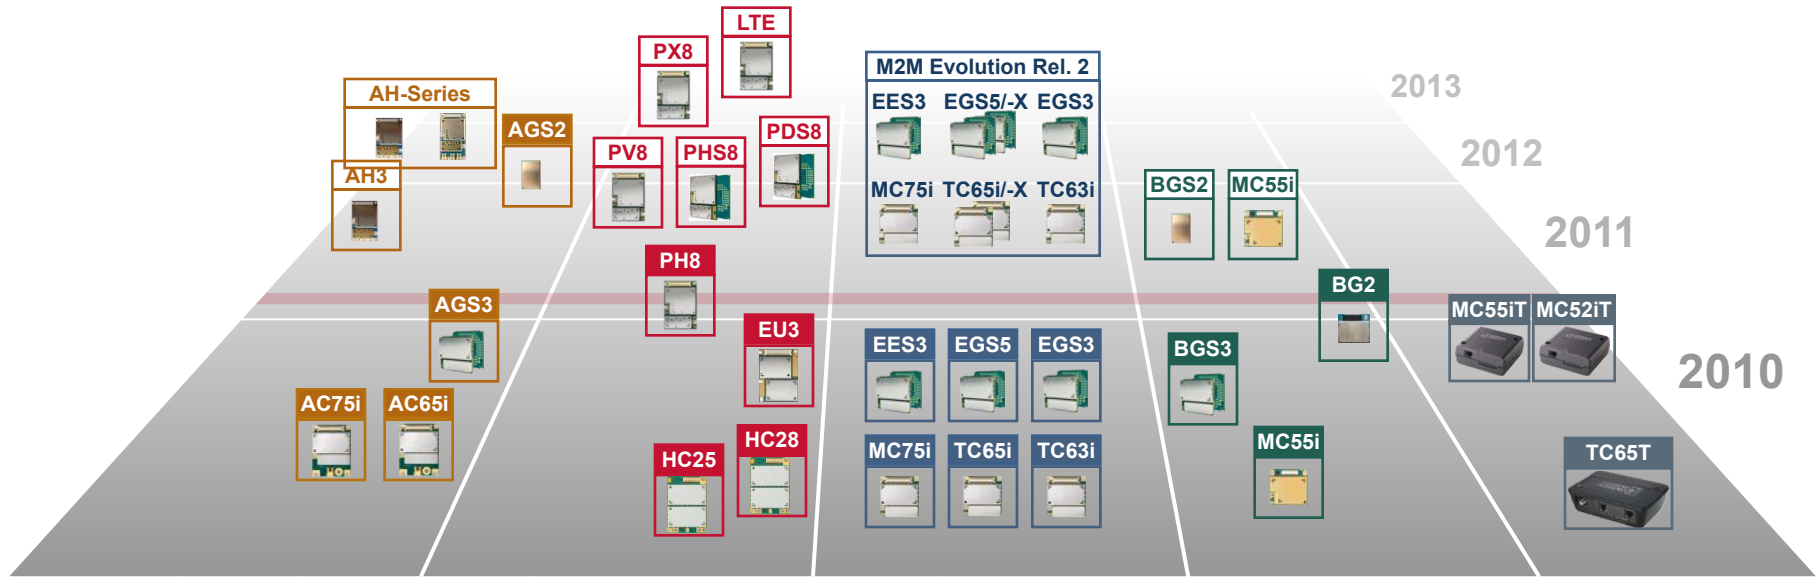 LTE
PX8
M2M Evolution Rel. 2
EES3 EGS5/-X EGS3
MC75i TC65i/-X TC63i
2013
AH-Series
AGS2
PDS8
PV8
PHS8
2012
AH3
BGS2
MC55i
2011
PH8
BG2
AGS3
MC55iT
MC52iT
EU3
EES3
EGS5
EGS3
BGS3
2010
AC75i
AC65i
HC28
HC25
MC75i
TC65i
TC63i
MC55i
TC65T